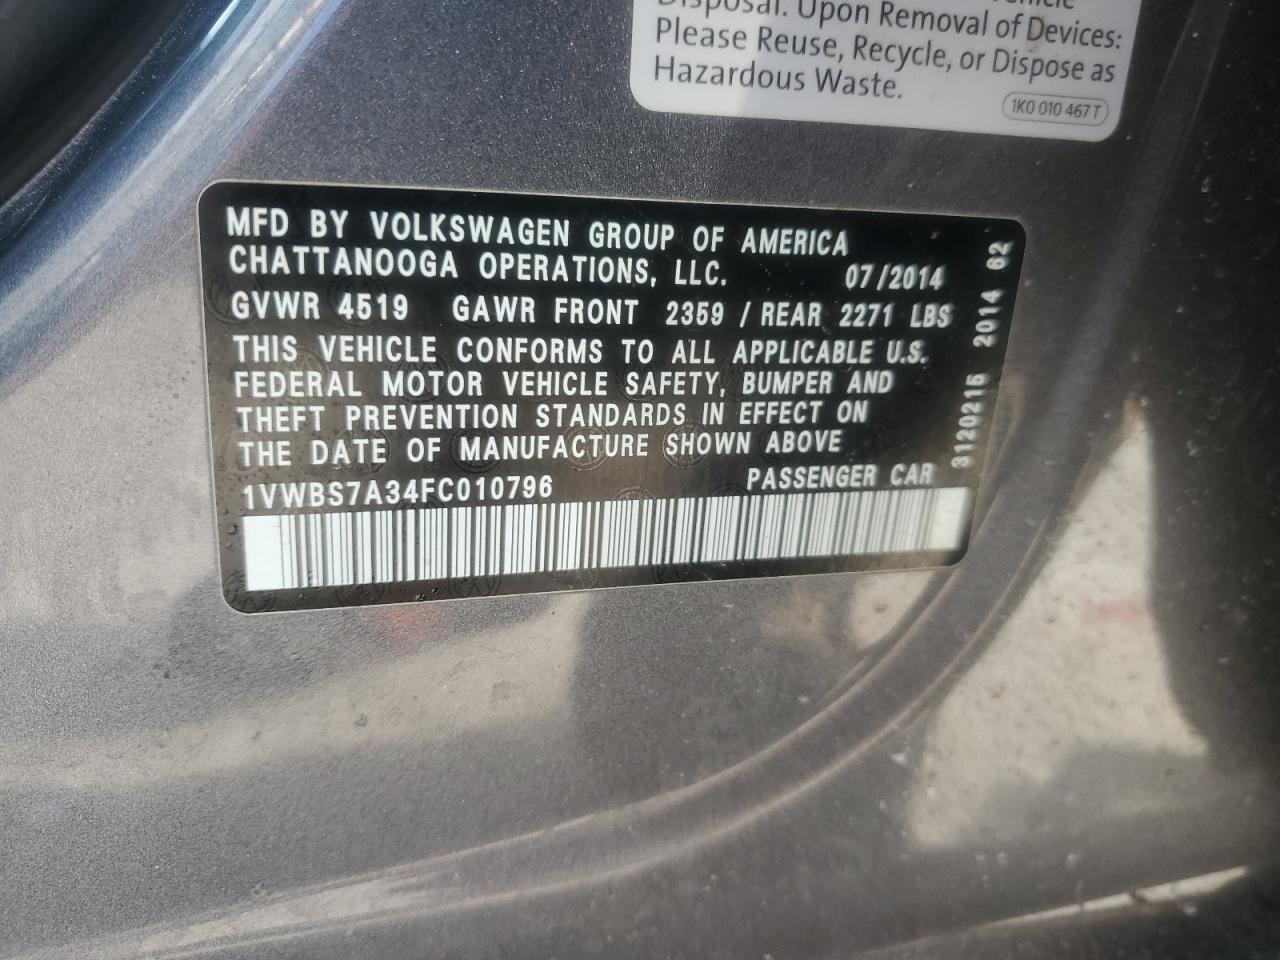 Vehicle
Disposal. Upon Removal of Devices:
Please Reuse, Recycle, or Dispose as
Hazardous Waste.
1K0 010 467 T
MFD BY VOLKSWAGEN GROUP OF AMERICA
CHATTANOOGA OPERATIONS, LLC. 07/2014
GVWR 4519 GAWR FRONT 2359 / REAR 2271 LBS
THIS VEHICLE CONFORMS TO ALL APPLICABLE U.S.
FEDERAL MOTOR VEHICLE SAFETY, BUMPER AND
THEFT PREVENTION STANDARDS IN EFFECT ON
THE DATE OF MANUFACTURE SHOWN ABOVE
1VWBS7A34FC010796 PASSENGER CAR
3120215 2014 62